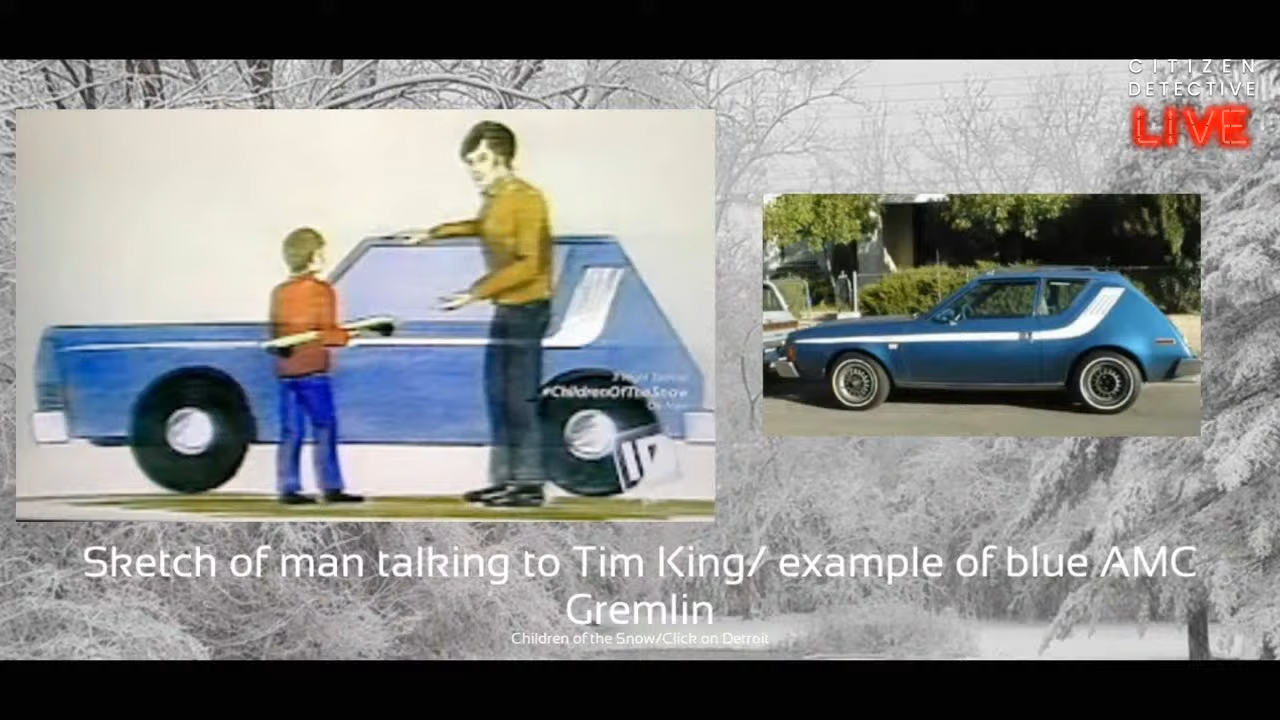 CITIZEN
DETECTIVE
LIVE
#ChildrenOfTheSnow
ID
Sketch of man talking to Tim King/ example of blue AMC
Gremlin
Children of the Snow/Click on Detroit